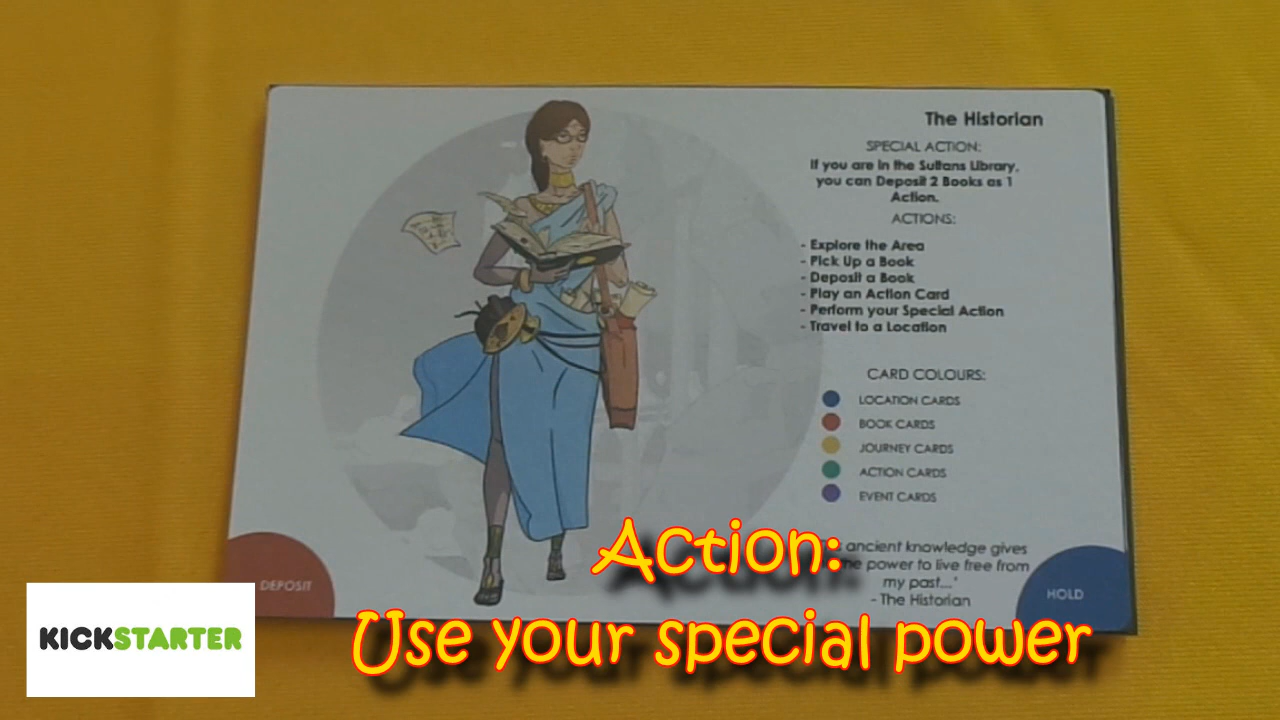 The Historian
SPECIAL ACTION:
If you are in the Sultans Library,
you can Deposit 2 Books as 1
Action.
ACTIONS:
- Explore the Area
- Pick Up a Book
- Deposit a Book
- Play an Action Card
- Perform your Special Action
- Travel to a Location
CARD COLOURS:
LOCATION CARDS
BOOK CARDS
JOURNEY CARDS
ACTION CARDS
EVENT CARDS
ancient knowledge gives
power to live free from
my past..."
- The Historian
DEPOSIT
HOLD
Action:
Use your special power
KICKSTARTER